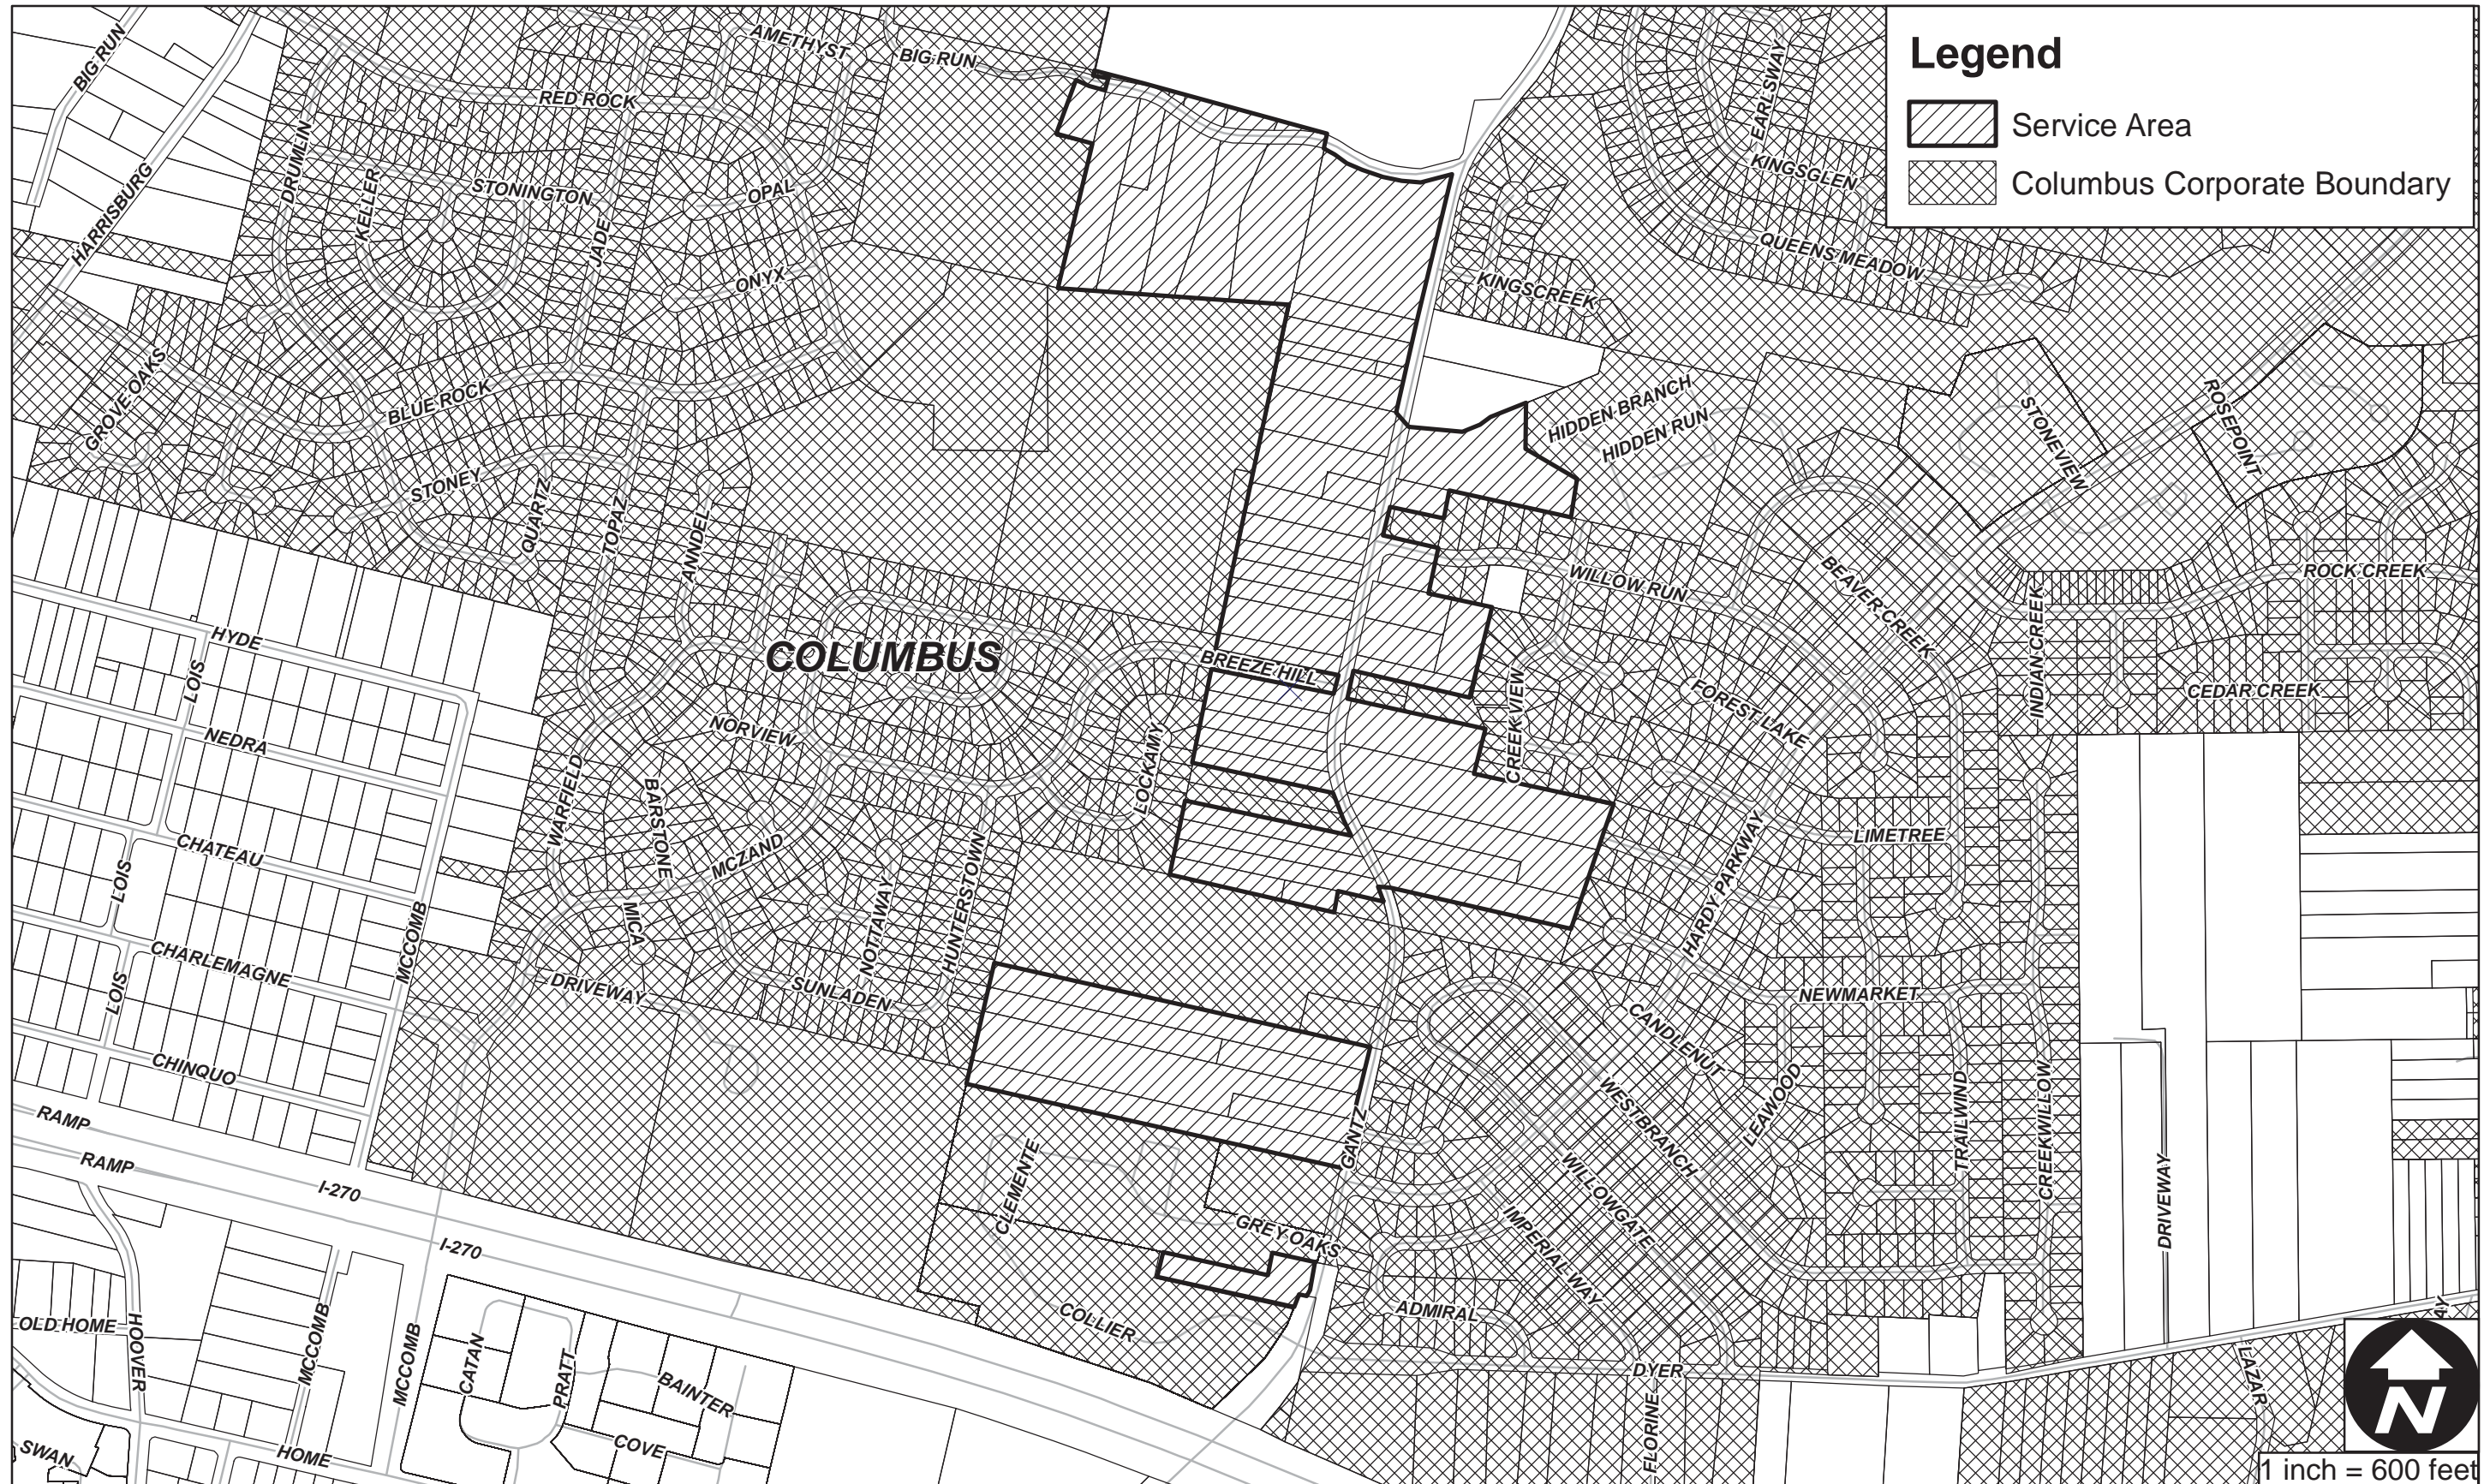 Legend
Service Area
Columbus Corporate Boundary
BIG RUN
AMETHYST
BIG RUN
EARLSWAY
RED ROCK
DRUMLIN
KINGSGLEN
HARRISBURG
KELLER
STONINGTON
OPAL
JADE
QUEENS MEADOW
ONYX
KINGSCREEK
GROVE OAKS
BLUE ROCK
HIDDEN BRANCH
HIDDEN RUN
STONEVIEW
ROSEPOINT
STONEY
QUARTZ
TOPAZ
ANNDEL
WILLOW RUN
BEAVER CREEK
ROCK CREEK
HYDE
LOIS
COLUMBUS
BREEZE HILL
INDIAN CREEK
CEDAR CREEK
NEDRA
NORVIEW
LOCKAMY
CREEK VIEW
FOREST LAKE
WARFIELD
BARSTONE
CHATEAU
LOIS
MCZAND
HUNTERSTOWN
HARDY PARKWAY
LIMETREE
MICA
NOTTAWAY
MCCOMB
CHARLEMAGNE
LOIS
DRIVEWAY
SUNLADEN
NEWMARKET
CANDLENUT
CHINQUO
RAMP
RAMP
I-270
I-270
GANTZ
WESTBRANCH
LEAWOOD
TRAILWIND
CREEKWILLOW
DRIVEWAY
CLEMENTE
WILLOWGATE
GREY OAKS
IMPERIAL WAY
OLD HOME
HOOVER
MCCOMB
MCCOMB
CATAN
PRATT
COLLIER
ADMIRAL
AY
BAINTER
DYER
LAZAR
FLORINE
SWAN
HOME
COVE
N
1 inch = 600 feet